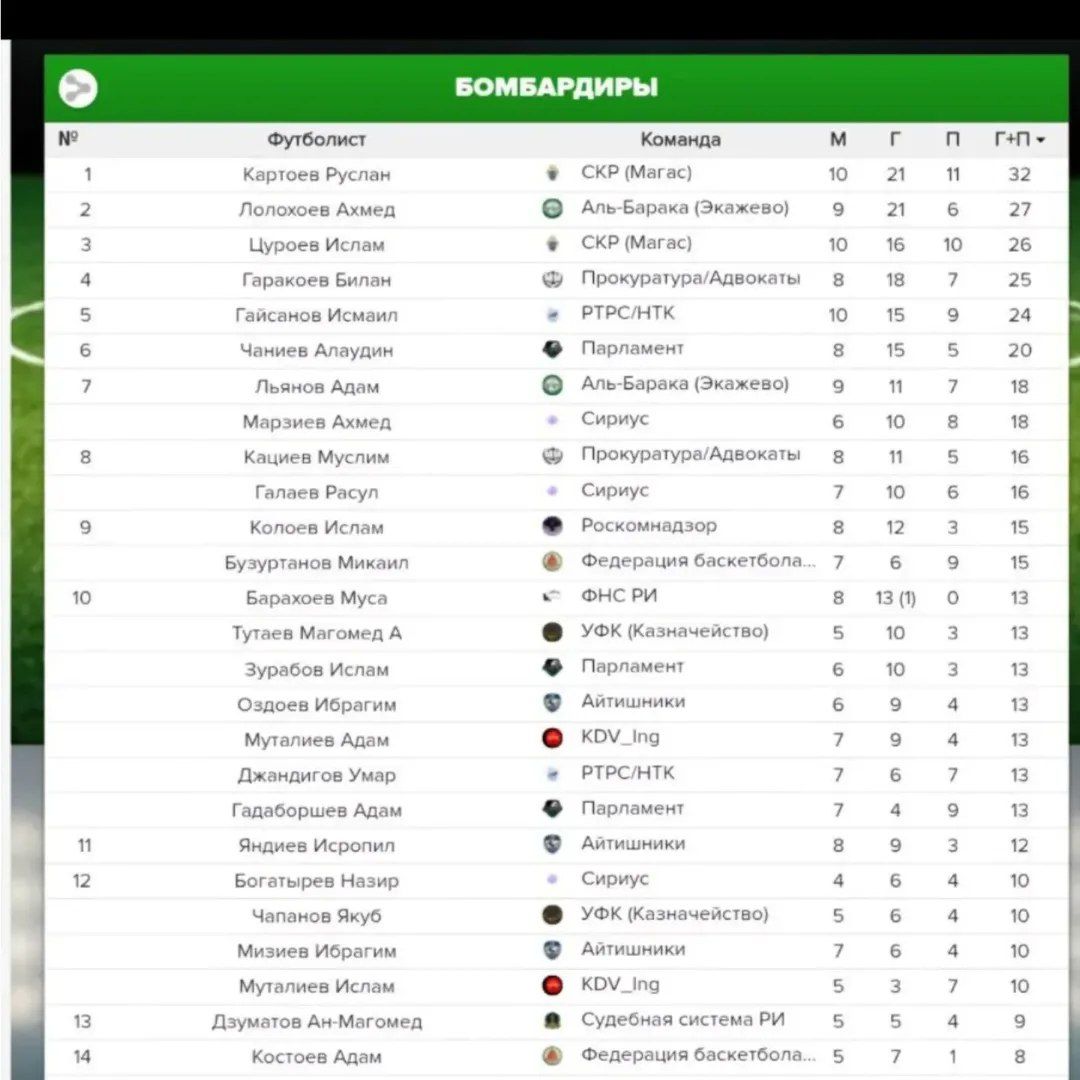 БОМБАРДИРЫ
№ Футболист Команда М Г П Г+П
1 Картоев Руслан СКР (Магас) 10 21 11 32
2 Лолохоев Ахмед Аль-Барака (Экажево) 9 21 6 27
3 Цуроев Ислам СКР (Магас) 10 16 10 26
4 Гаракоев Билан Прокуратура/Адвокаты 8 18 7 25
5 Гайсанов Исмаил РТРС/НТК 10 15 9 24
6 Чаниев Алаудин Парламент 8 15 5 20
7 Льянов Адам Аль-Барака (Экажево) 9 11 7 18
Марзиев Ахмед Сириус 6 10 8 18
8 Кациев Муслим Прокуратура/Адвокаты 8 11 5 16
Галаев Расул Сириус 7 10 6 16
9 Колоев Ислам Роскомнадзор 8 12 3 15
Бузуртанов Микаил Федерация баскетбола... 7 6 9 15
10 Барахоев Муса ФНС РИ 8 13 (1) 0 13
Тутаев Магомед А УФК (Казначейство) 5 10 3 13
Зурабов Ислам Парламент 6 10 3 13
Оздоев Ибрагим Айтишники 6 9 4 13
Муталиев Адам KDV_Ing 7 9 4 13
Джандигов Умар РТРС/НТК 7 6 7 13
Гадаборшев Адам Парламент 7 4 9 13
11 Яндиев Исропил Айтишники 8 9 3 12
12 Богатырев Назир Сириус 4 6 4 10
Чапанов Якуб УФК (Казначейство) 5 6 4 10
Мизиев Ибрагим Айтишники 7 6 4 10
Муталиев Ислам KDV_Ing 5 3 7 10
13 Дзуматов Ан-Магомед Судебная система РИ 5 5 4 9
14 Костоев Адам Федерация баскетбола... 5 7 1 8